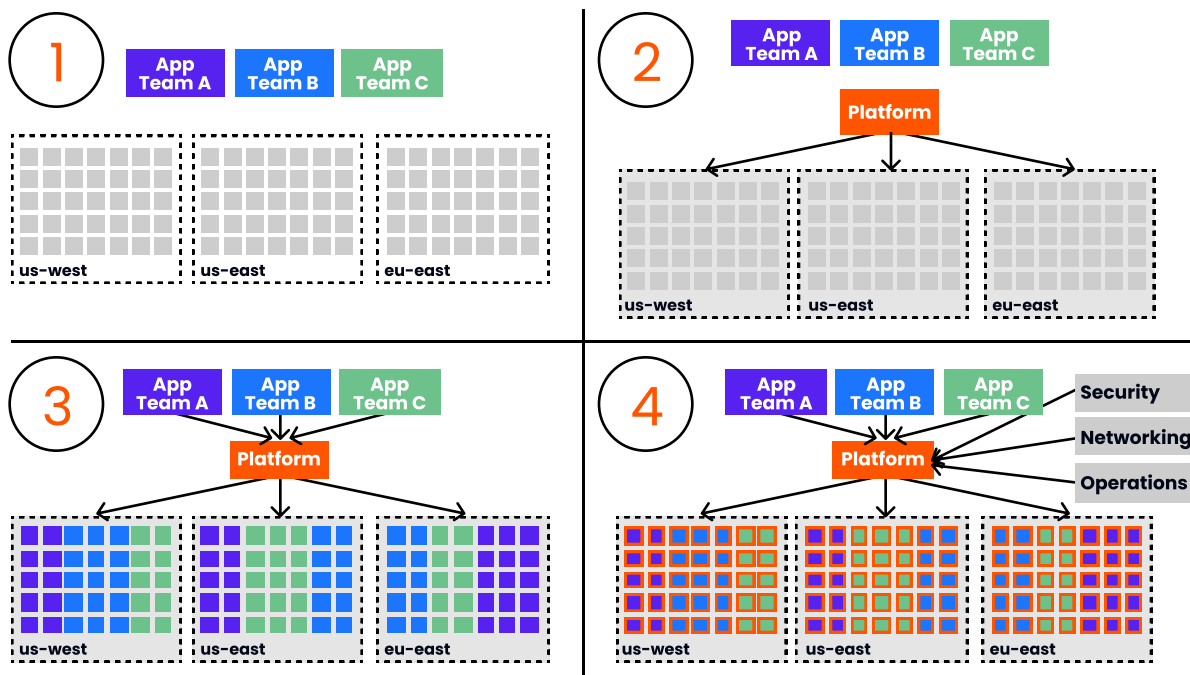 1
App
Team A
App
Team B
App
Team C
us-west
us-east
eu-east
2
App
Team A
App
Team B
App
Team C
Platform
us-west
us-east
eu-east
3
App
Team A
App
Team B
App
Team C
Platform
us-west
us-east
eu-east
4
App
Team A
App
Team B
App
Team C
Security
Networking
Operations
Platform
us-west
us-east
eu-east